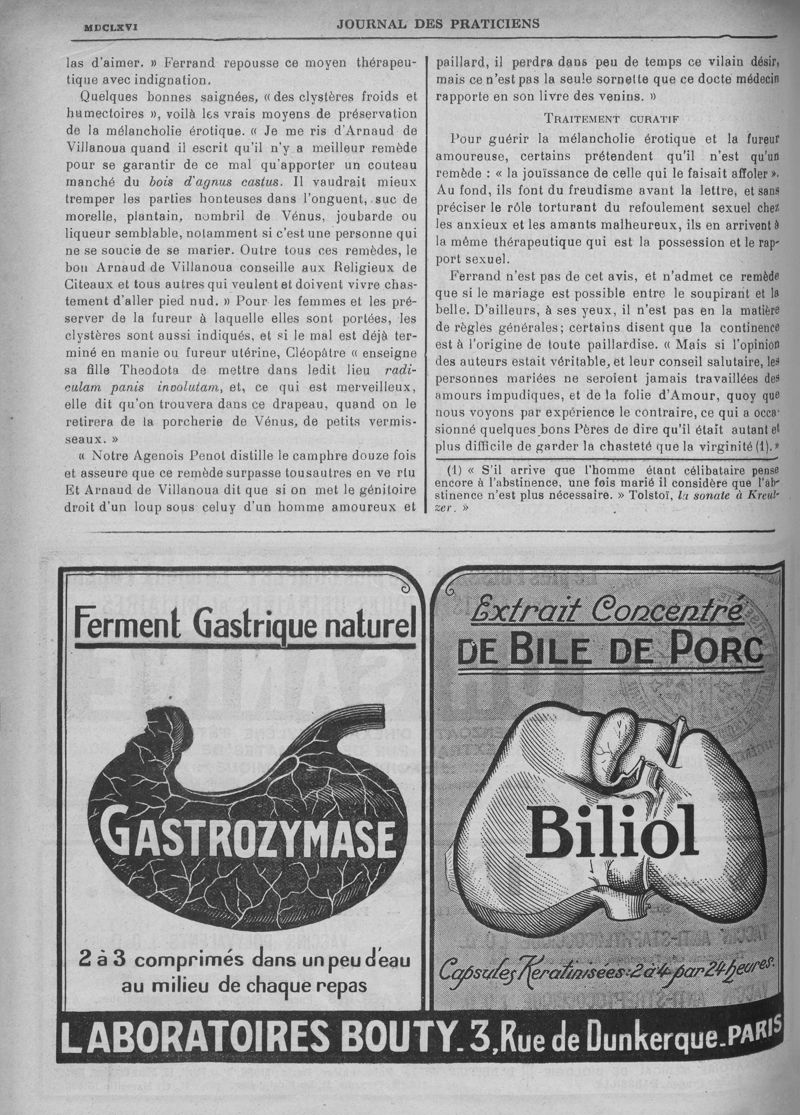 MDCLXVI
JOURNAL DES PRATICIENS
las d'aimer. » Ferrand repousse ce moyen thérapeu-
tique avec indignation.
Quelques bonnes saignées, « des clystères froids et
humectoires », voilà les vrais moyens de préservation
de la mélancholie érotique. « Je me ris d'Arnaud de
Villanoua quand il escrit qu'il n'y a meilleur remède
pour se garantir de ce mal qu'apporter un couteau
manché du bois d'agnus castus. Il vaudrait mieux
tremper les parties honteuses dans l'onguent, suc de
morelle, plantain, nombril de Vénus, joubarde ou
liqueur semblable, notamment si c'est une personne qui
ne se soucie de se marier. Outre tous ces remèdes, le
bon Arnaud de Villanoua conseille aux Religieux de
Citeaux et tous autres qui veulent et doivent vivre chas-
tement d'aller pied nud. » Pour les femmes et les pré-
server de la fureur à laquelle elles sont portées, les
clystères sont aussi indiqués, et si le mal est déjà ter-
miné en manie ou fureur utérine, Cléopâtre « enseigne
sa fille Theodota de mettre dans ledit lieu radi-
culam panis involutam, et, ce qui est merveilleux,
elle dit qu'on trouvera dans ce drapeau, quand on le
retirera de la porcherie de Vénus, de petits vermis-
seaux. »
« Notre Agenois Penot distille le camphre douze fois
et asseure que ce remède surpasse tousautres en ve rtu
Et Arnaud de Villanoua dit que si on met le génitoire
droit d'un loup sous celuy d'un homme amoureux et
paillard, il perdra dans peu de temps ce vilain désir,
mais ce n'est pas la seule sornette que ce docte médecin
rapporte en son livre des venins. »
TRAITEMENT CURATIF
Pour guérir la mélancholie érotique et la fureur
amoureuse, certains prétendent qu'il n'est qu'un
remède : « la jouïssance de celle qui le faisait affoler ».
Au fond, ils font du freudisme avant la lettre, et sans
préciser le rôle torturant du refoulement sexuel chez
les anxieux et les amants malheureux, ils en arrivent à
la même thérapeutique qui est la possession et le rap-
port sexuel.
Ferrand n'est pas de cet avis, et n'admet ce remède
que si le mariage est possible entre le soupirant et la
belle. D'ailleurs, à ses yeux, il n'est pas en la matière
de règles générales ; certains disent que la continence
est à l'origine de toute paillardise. « Mais si l'opinion
des auteurs estait véritable, et leur conseil salutaire, les
personnes mariées ne seroient jamais travaillées des
amours impudiques, et de la folie d'Amour, quoy que
nous voyons par expérience le contraire, ce qui a occa-
sionné quelques bons Pères de dire qu'il était autant et
plus difficile de garder la chasteté que la virginité (1). »
(1) « S'il arrive que l'homme étant célibataire pense
encore à l'abstinence, une fois marié il considère que l'ab-
stinence n'est plus nécessaire. » Tolstoï, la sonate à Kreut-
zer. »
Ferment Gastrique naturel
GASTROZYMASE
2 à 3 comprimés dans un peu d'eau
au milieu de chaque repas
Extrait Concentré
DE BILE DE PORC
Biliol
Capsules Kératinisées: 2 à 4 par 24 heures.
LABORATOIRES BOUTY_3, Rue de Dunkerque_PARIS